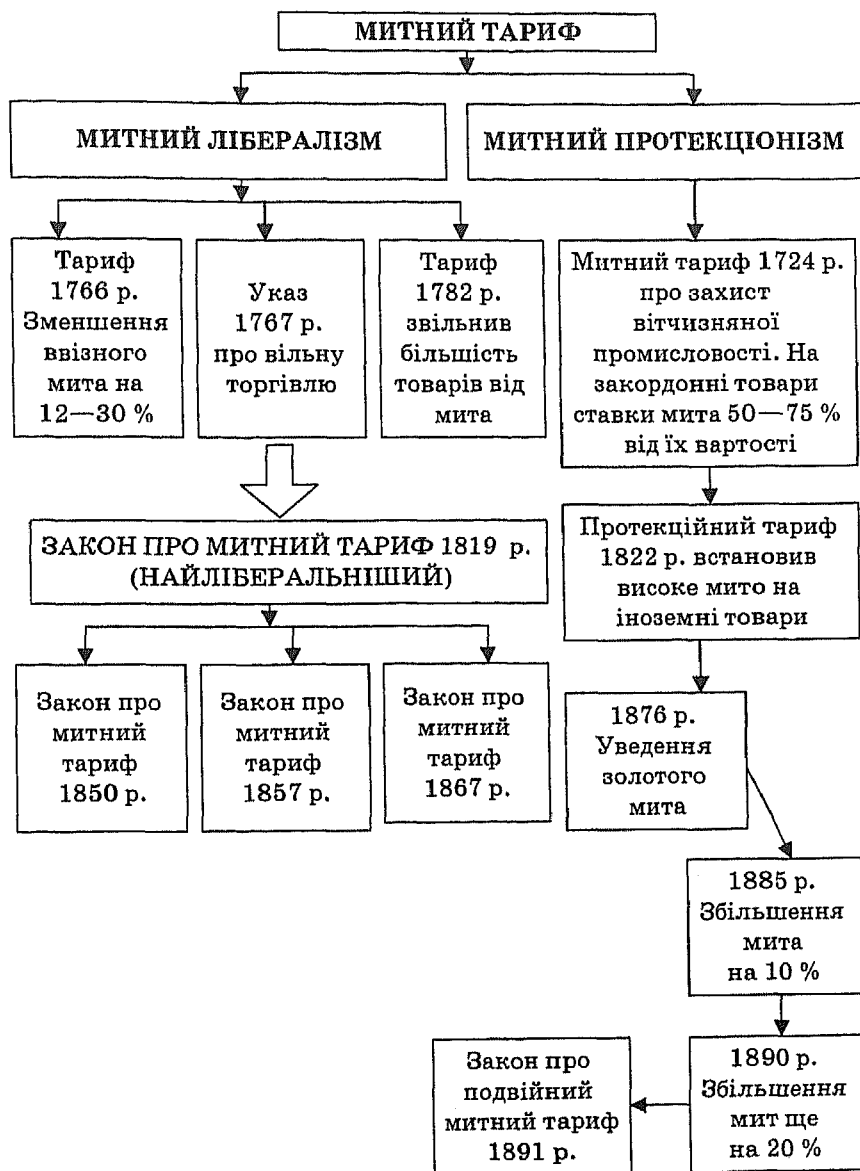 МИТНИЙ ТАРИФ
МИТНИЙ ЛІБЕРАЛІЗМ
МИТНИЙ ПРОТЕКЦІОНІЗМ
Тариф
1766 р.
Зменшення
ввізного
мита на
12—30 %
Указ
1767 р.
про вільну
торгівлю
Тариф
1782 р.
звільнив
більшість
товарів від
мита
Митний тариф 1724 р.
про захист
вітчизняної
промисловості. На
закордонні товари
ставки мита 50—75 %
від їх вартості
ЗАКОН ПРО МИТНИЙ ТАРИФ 1819 р.
(НАЙЛІБЕРАЛЬНІШИЙ)
Протекційний тариф
1822 р. встановив
високе мито на
іноземні товари
Закон про
митний
тариф
1850 р.
Закон про
митний
тариф
1857 р.
Закон про
митний
тариф
1867 р.
1876 р.
Уведення
золотого
мита
1885 р.
Збільшення
мита
на 10 %
1890 р.
Збільшення
мит ще
на 20 %
Закон про
подвійний
митний тариф
1891 р.